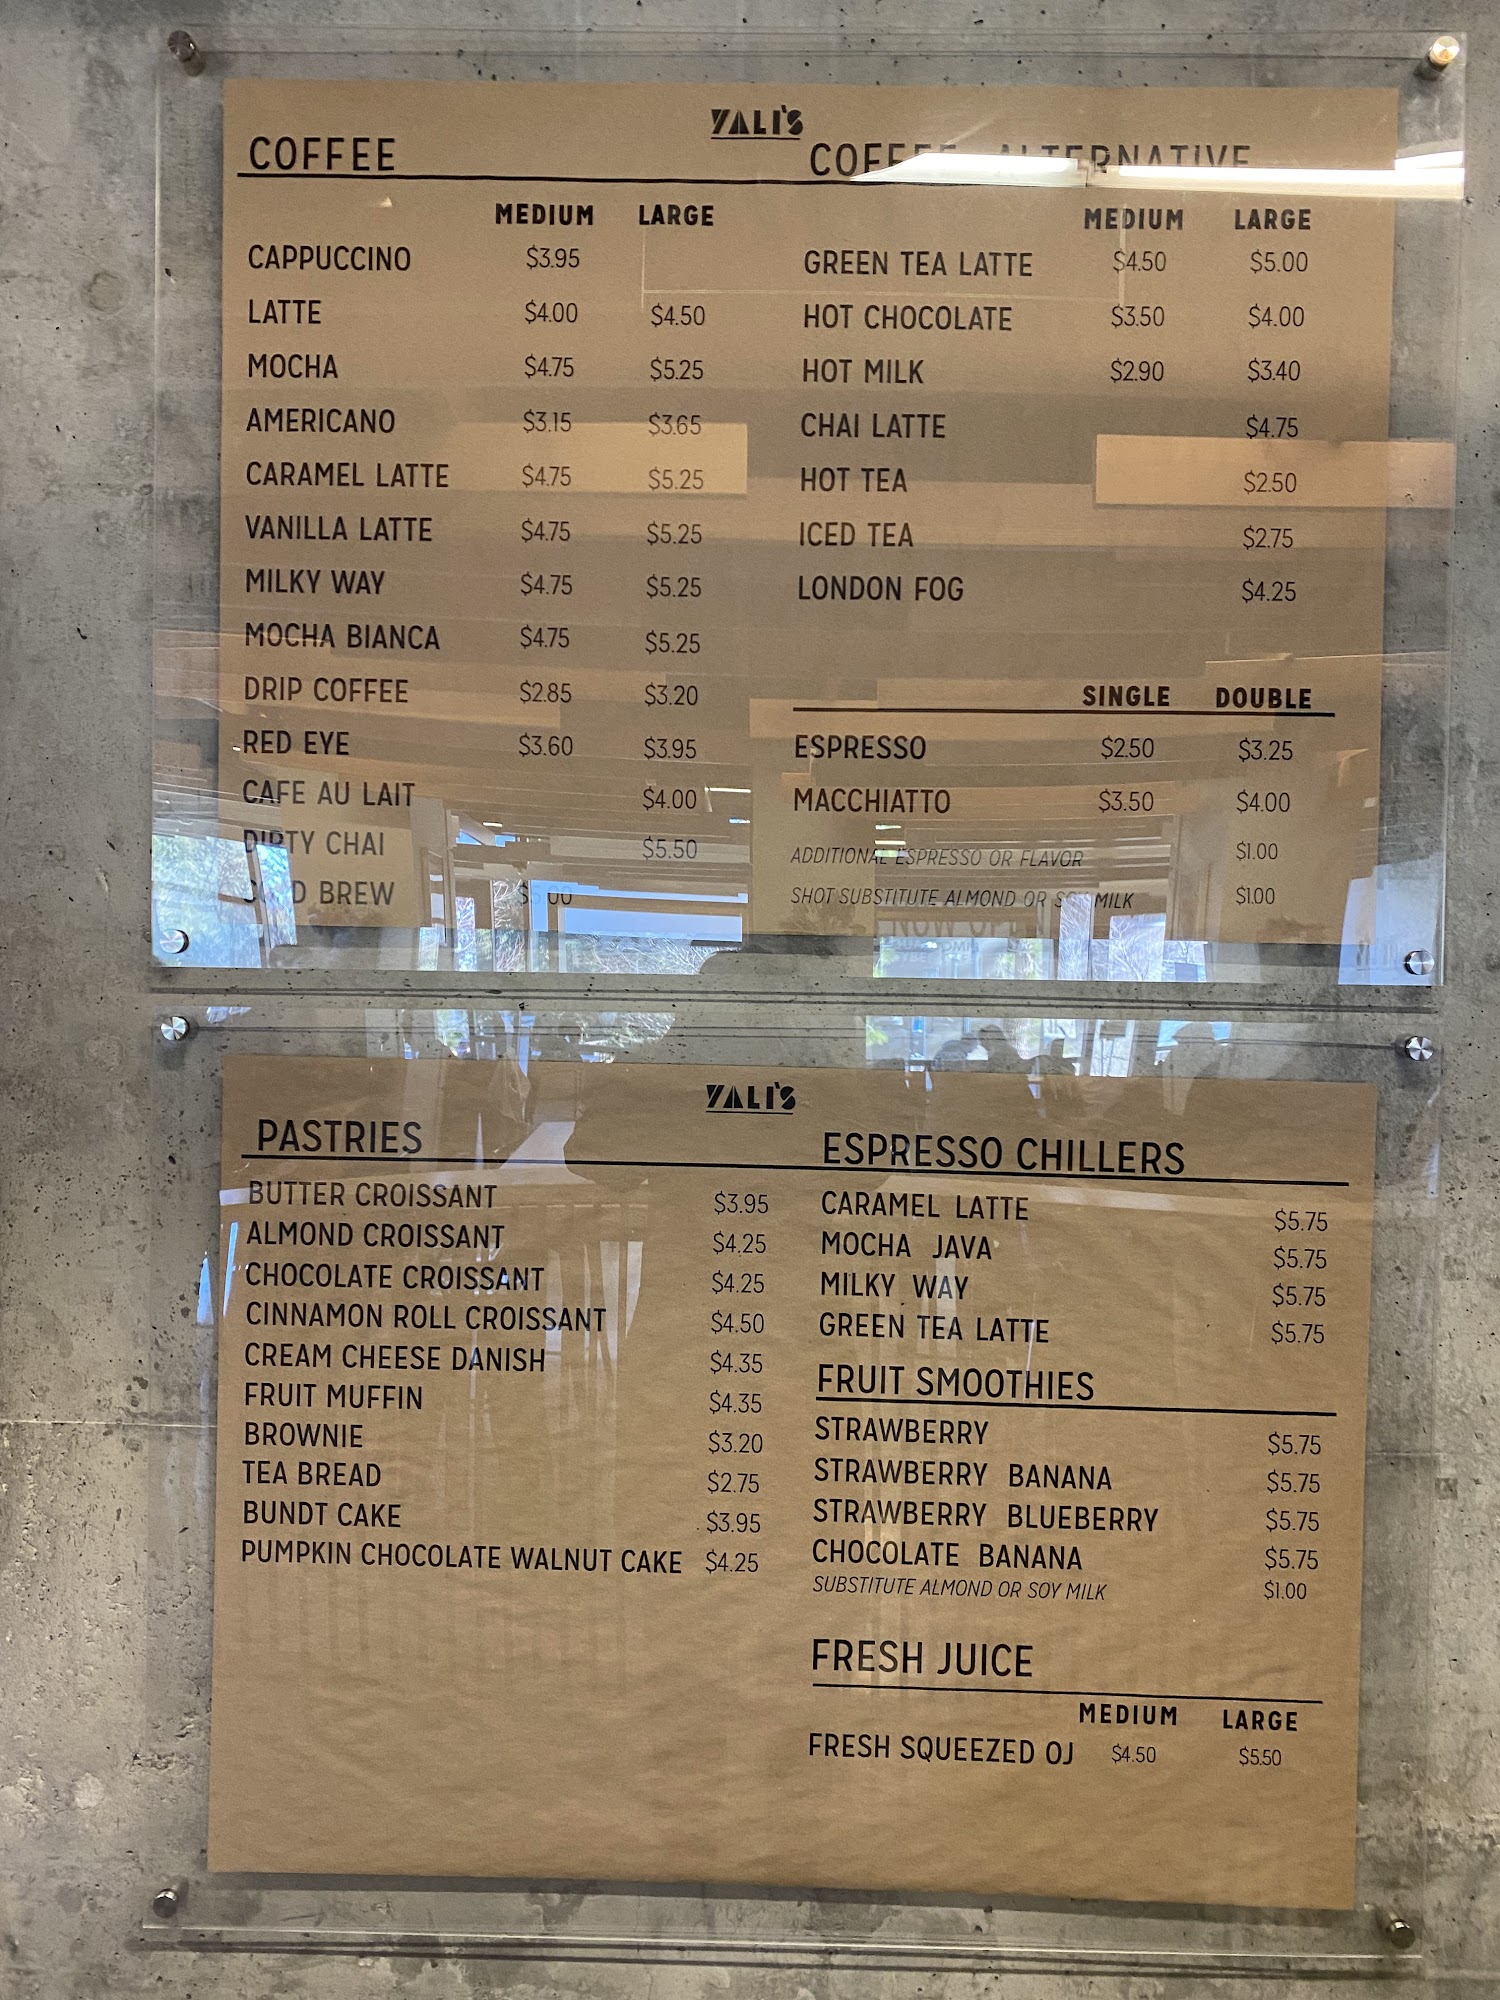 YALI'S
COFFEE
MEDIUM LARGE
CAPPUCCINO $3.95
LATTE $4.00 $4.50
MOCHA $4.75 $5.25
AMERICANO $3.15 $3.65
CARAMEL LATTE $4.75 $5.25
VANILLA LATTE $4.75 $5.25
MILKY WAY $4.75 $5.25
MOCHA BIANCA $4.75 $5.25
DRIP COFFEE $2.85 $3.20
RED EYE $3.60 $3.95
CAFE AU LAIT $4.00
DIRTY CHAI $5.50
COLD BREW $5.00
COFFEE ALTERNATIVE
MEDIUM LARGE
GREEN TEA LATTE $4.50 $5.00
HOT CHOCOLATE $3.50 $4.00
HOT MILK $2.90 $3.40
CHAI LATTE $4.75
HOT TEA $2.50
ICED TEA $2.75
LONDON FOG $4.25
SINGLE DOUBLE
ESPRESSO $2.50 $3.25
MACCHIATTO $3.50 $4.00
ADDITIONAL ESPRESSO OR FLAVOR $1.00
SHOT SUBSTITUTE ALMOND OR SOY MILK $1.00
YALI'S
PASTRIES
BUTTER CROISSANT $3.95
ALMOND CROISSANT $4.25
CHOCOLATE CROISSANT $4.25
CINNAMON ROLL CROISSANT $4.50
CREAM CHEESE DANISH $4.35
FRUIT MUFFIN $4.35
BROWNIE $3.20
TEA BREAD $2.75
BUNDT CAKE $3.95
PUMPKIN CHOCOLATE WALNUT CAKE $4.25
ESPRESSO CHILLERS
CARAMEL LATTE $5.75
MOCHA JAVA $5.75
MILKY WAY $5.75
GREEN TEA LATTE $5.75
FRUIT SMOOTHIES
STRAWBERRY $5.75
STRAWBERRY BANANA $5.75
STRAWBERRY BLUEBERRY $5.75
CHOCOLATE BANANA $5.75
SUBSTITUTE ALMOND OR SOY MILK $1.00
FRESH JUICE
MEDIUM LARGE
FRESH SQUEEZED OJ $4.50 $5.50